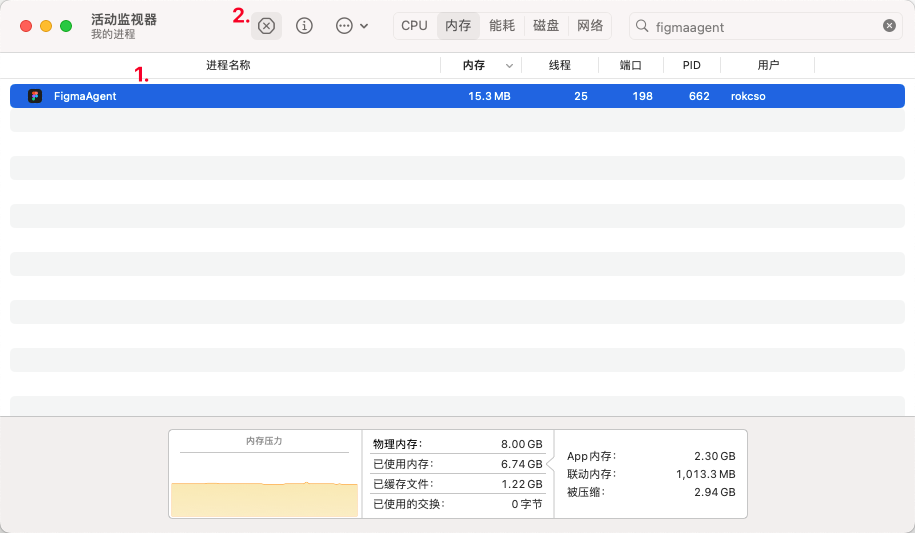 活动监视器
我的进程
2.
CPU 内存 能耗 磁盘 网络
figmaagent
1.
进程名称 内存 线程 端口 PID 用户
FigmaAgent 15.3 MB 25 198 662 rokcso
内存压力
物理内存: 8.00 GB
已使用内存: 6.74 GB
已缓存文件: 1.22 GB
已使用的交换: 0 字节
App 内存: 2.30 GB
联动内存: 1,013.3 MB
被压缩: 2.94 GB